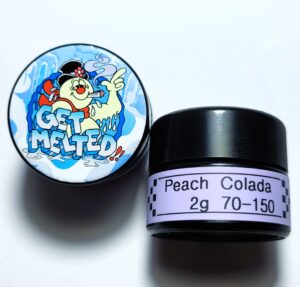 GET
MELTED!!
Peach Colada
2g 70-150